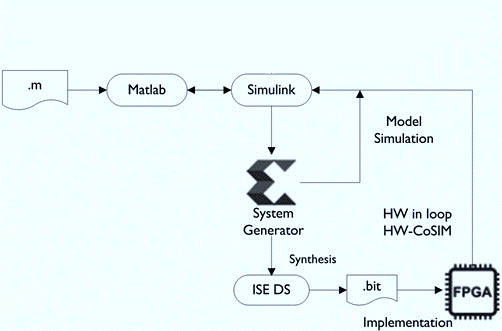 .m
Matlab
Simulink
Model
Simulation
System
Generator
HW in loop
HW-CoSIM
Synthesis
ISE DS
.bit
FPGA
Implementation